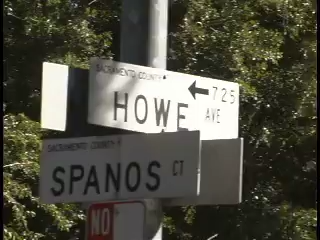 SACRAMENTO COUNTY
← 725
HOWE AVE
SACRAMENTO COUNTY
SPANOS CT
NO